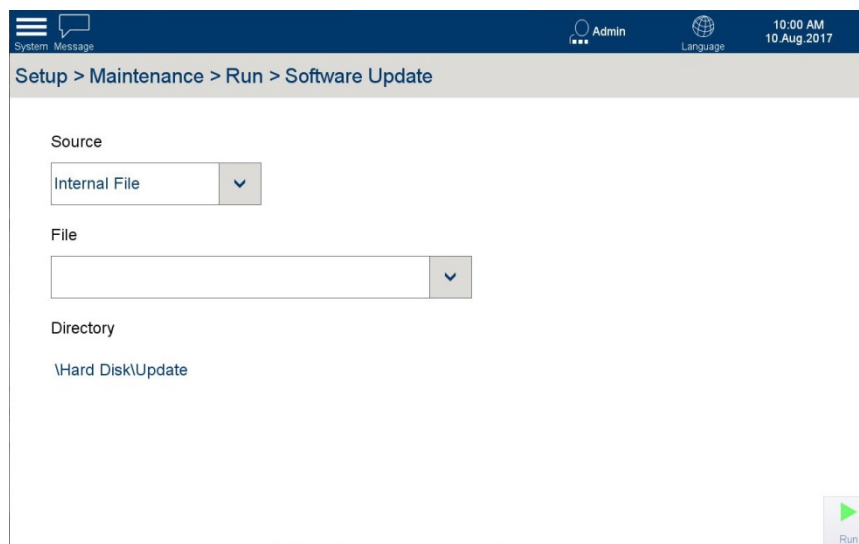 System Message
Admin
Language
10:00 AM
10.Aug.2017
Setup > Maintenance > Run > Software Update
Source
Internal File
File
Directory
\Hard Disk\Update
Run